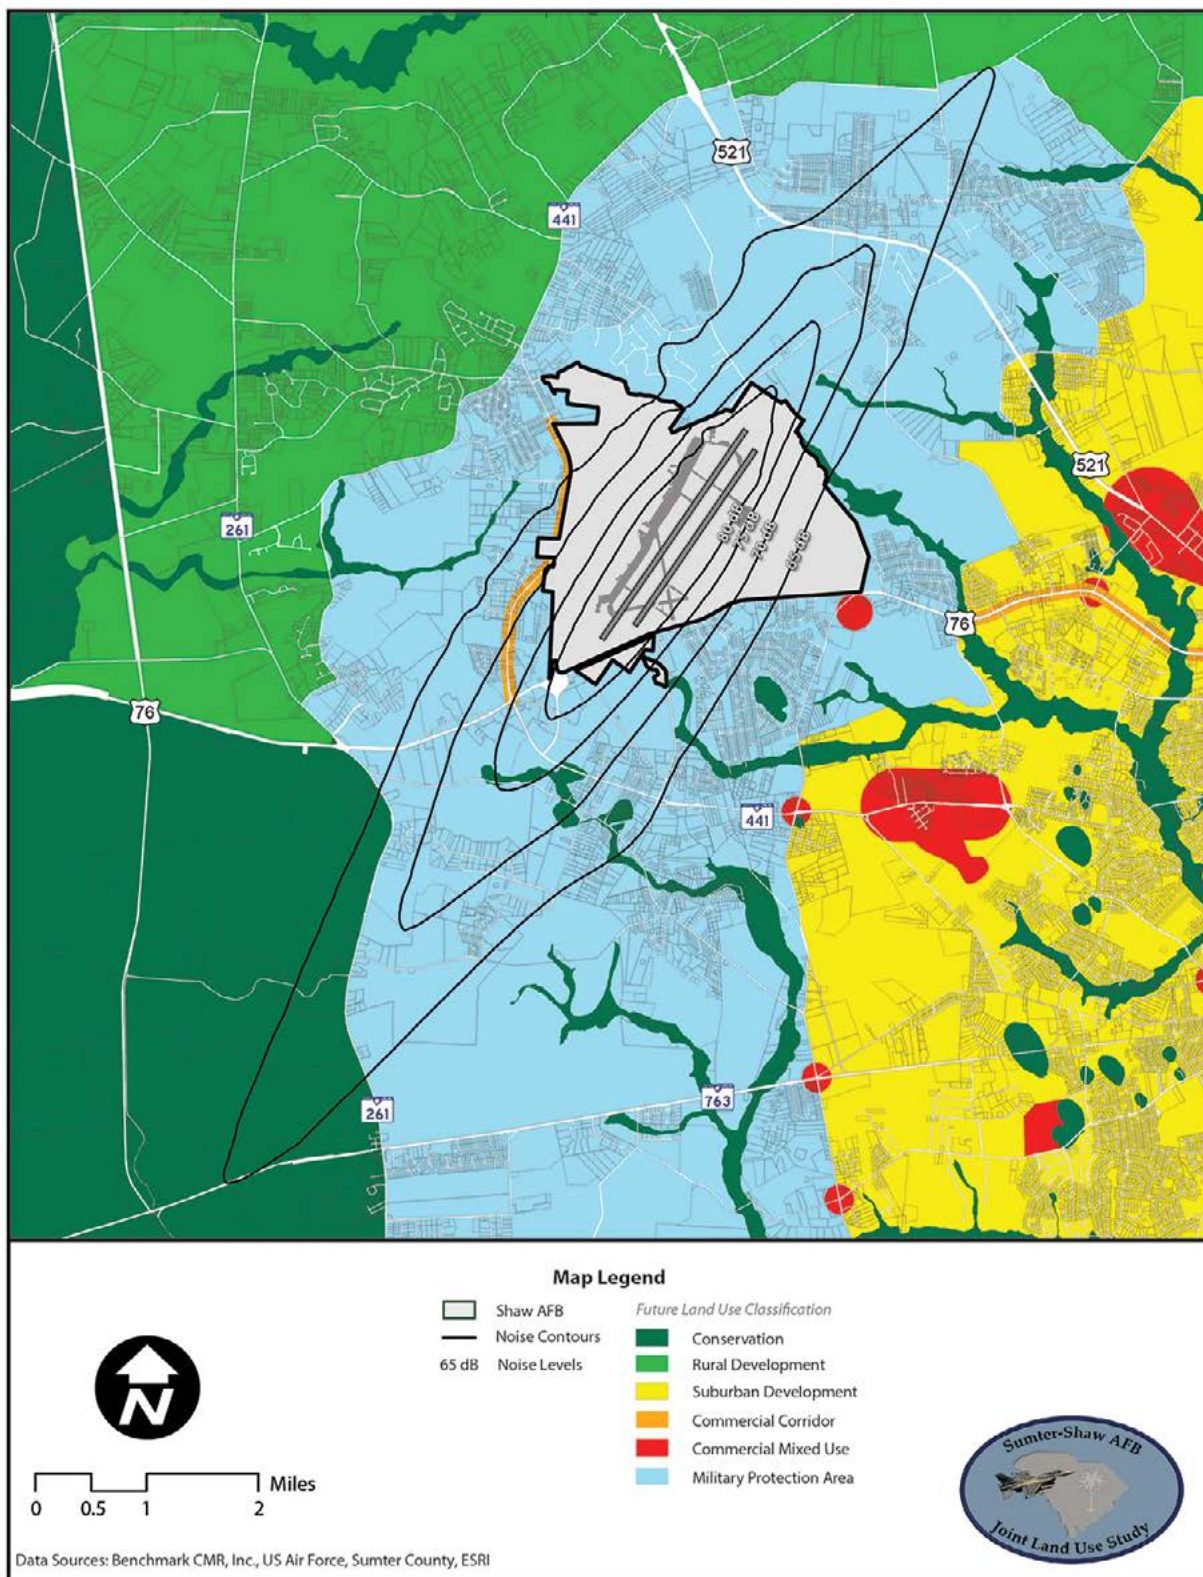 521
441
521
261
80-dB
75 dB
70-dB
65-dB
76
76
441
261
763
Map Legend
Shaw AFB
Noise Contours
65 dB Noise Levels
Future Land Use Classification
Conservation
Rural Development
Suburban Development
Commercial Corridor
Commercial Mixed Use
Military Protection Area
N
Miles
0 0.5 1 2
Sumter-Shaw AFB
Joint Land Use Study
Data Sources: Benchmark CMR, Inc., US Air Force, Sumter County, ESRI